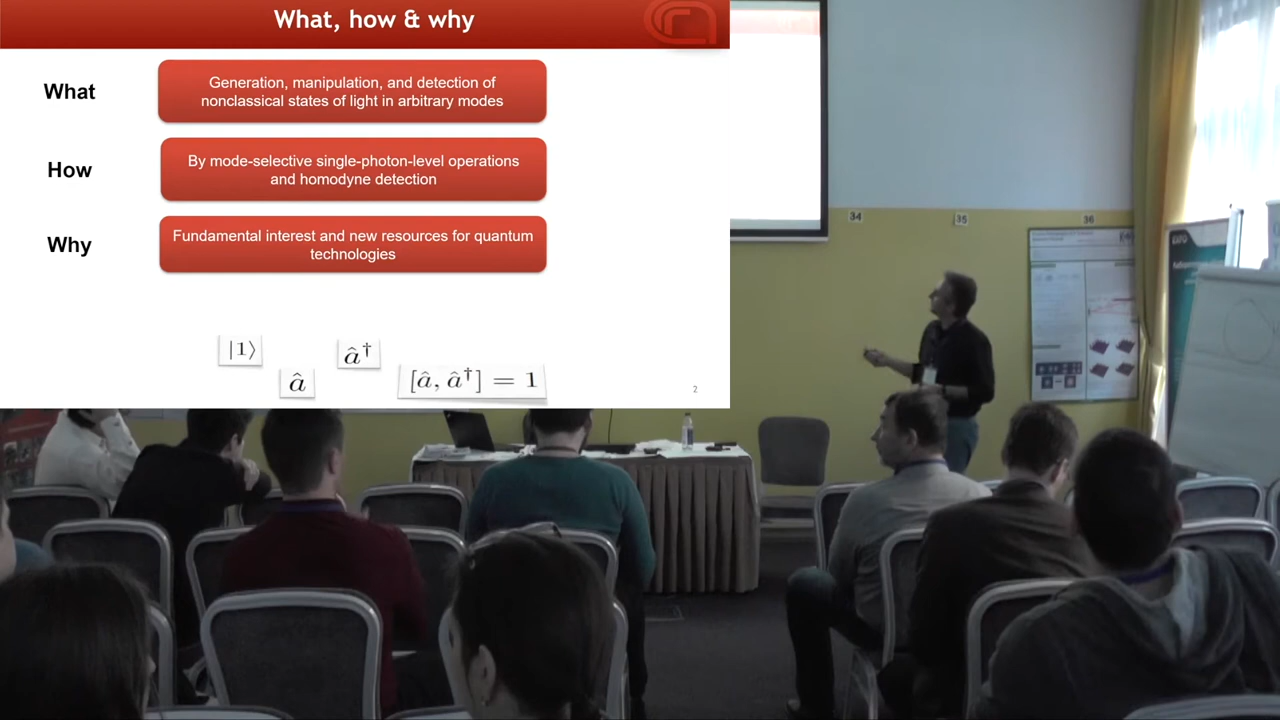 What, how & why
What
Generation, manipulation, and detection of
nonclassical states of light in arbitrary modes
How
By mode-selective single-photon-level operations
and homodyne detection
Why
Fundamental interest and new resources for quantum
technologies
|1⟩
â
â†
[â, â†] = 1
2
34
35
36
EXFO